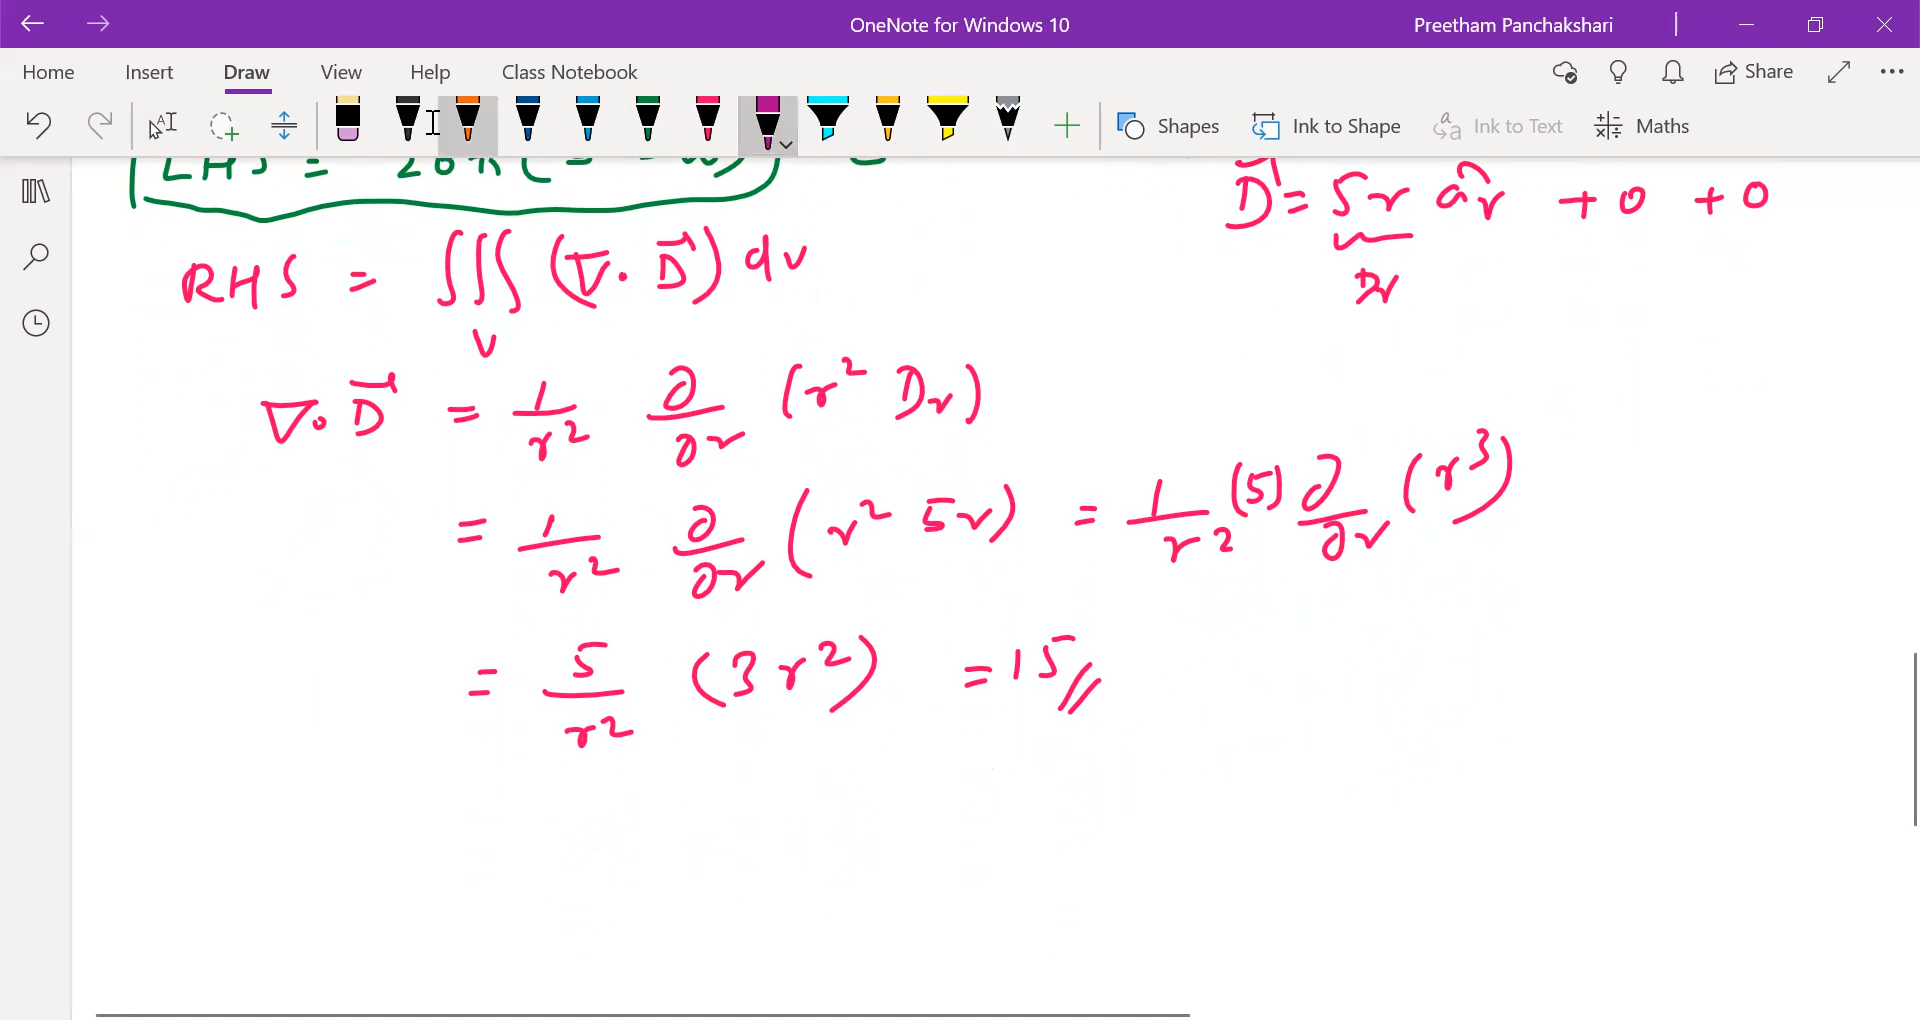 OneNote for Windows 10
Preetham Panchakshari
Home Insert Draw View Help Class Notebook
Share
Shapes Ink to Shape Ink to Text Maths
LHS =
D⃗ = 5r âr + 0 + 0
RHS = ∭ (∇ · D⃗) dv
V
∇ · D⃗ = 1/r² ∂/∂r (r² Dr)
= 1/r² ∂/∂r (r² 5r) = 1/r² (5) ∂/∂r (r³)
= 5/r² (3r²) = 15//